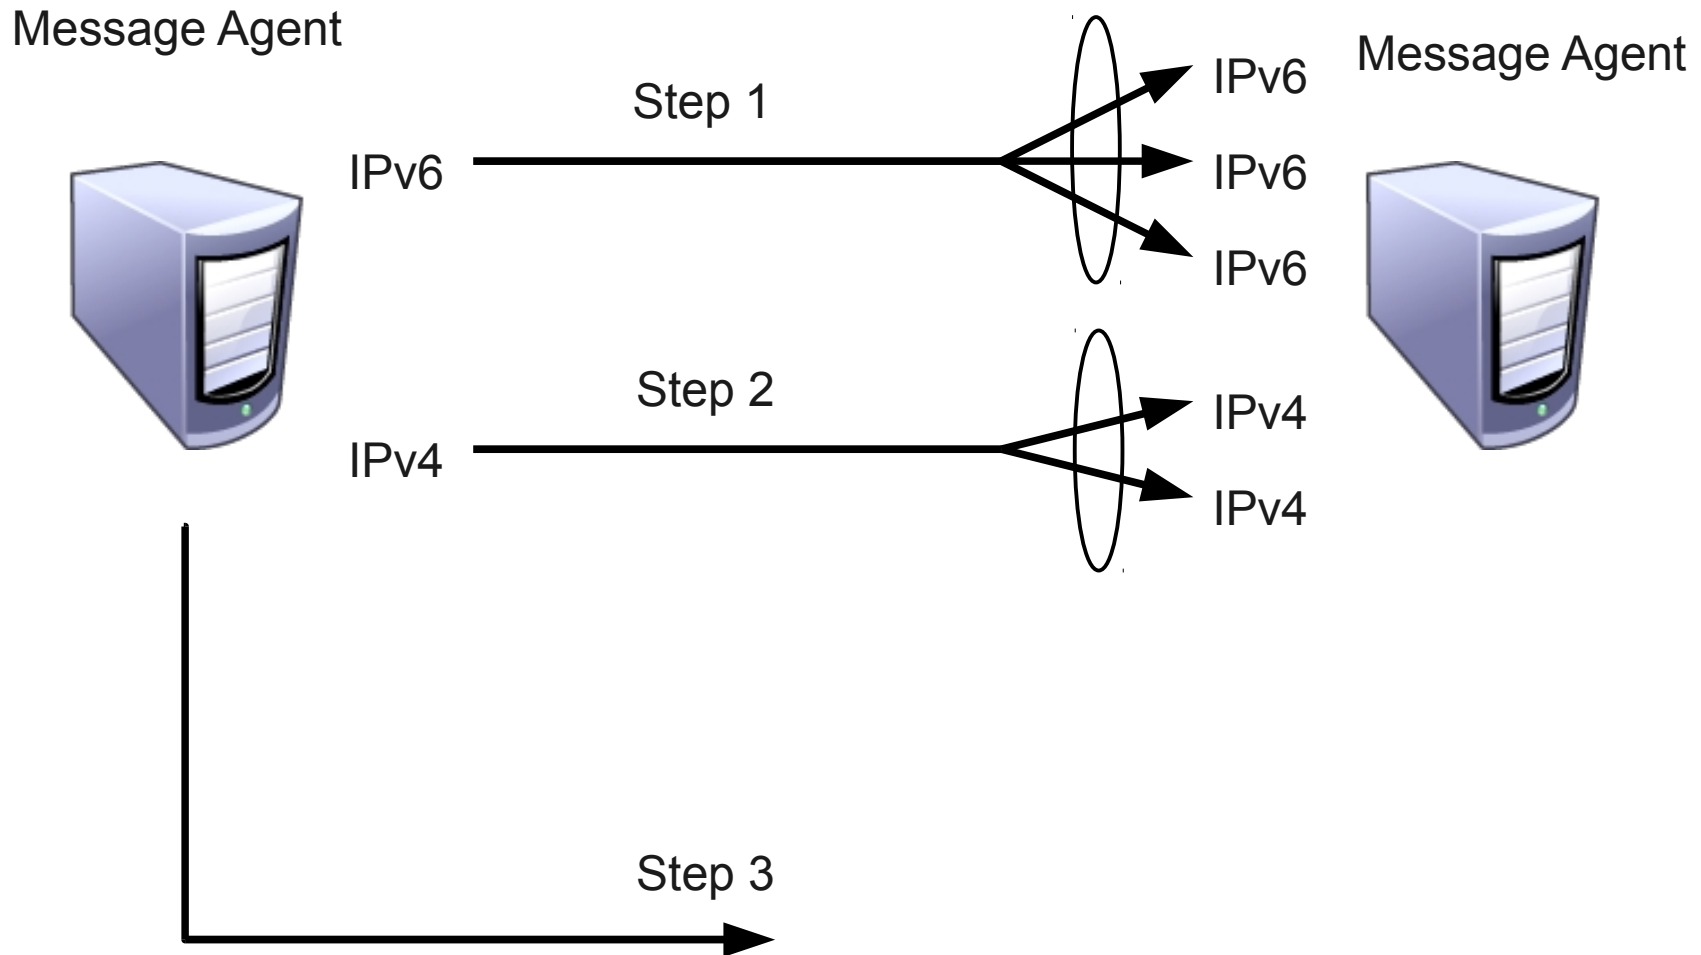 Message Agent
Message Agent
Step 1
IPv6
IPv6
IPv6
IPv6
Step 2
IPv4
IPv4
IPv4
Step 3